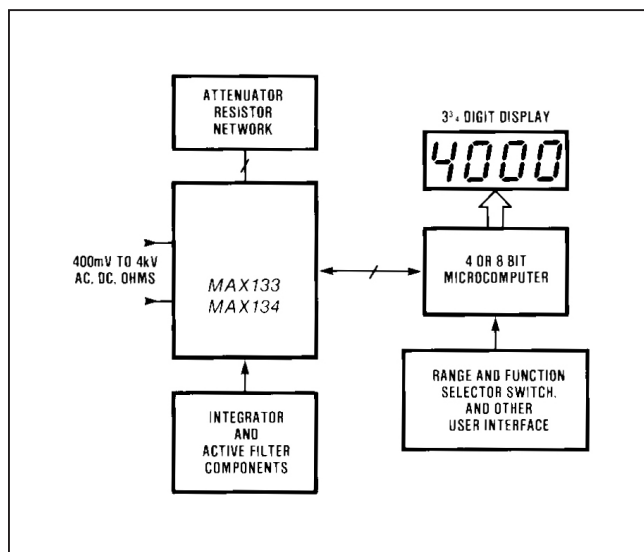 ATTENUATOR
RESISTOR
NETWORK
3¾ DIGIT DISPLAY
4000
400mV TO 4kV
AC. DC. OHMS
MAX133
MAX134
4 OR 8 BIT
MICROCOMPUTER
INTEGRATOR
AND
ACTIVE FILTER
COMPONENTS
RANGE AND FUNCTION
SELECTOR SWITCH.
AND OTHER
USER INTERFACE